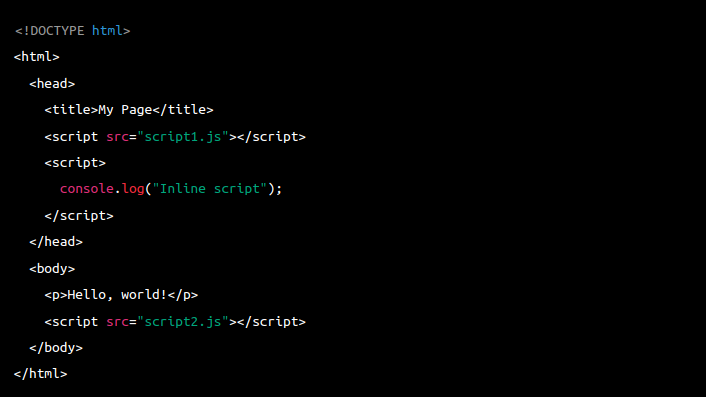 <!DOCTYPE html>
<html>
  <head>
    <title>My Page</title>
    <script src="script1.js"></script>
    <script>
      console.log("Inline script");
    </script>
  </head>
  <body>
    <p>Hello, world!</p>
    <script src="script2.js"></script>
  </body>
</html>